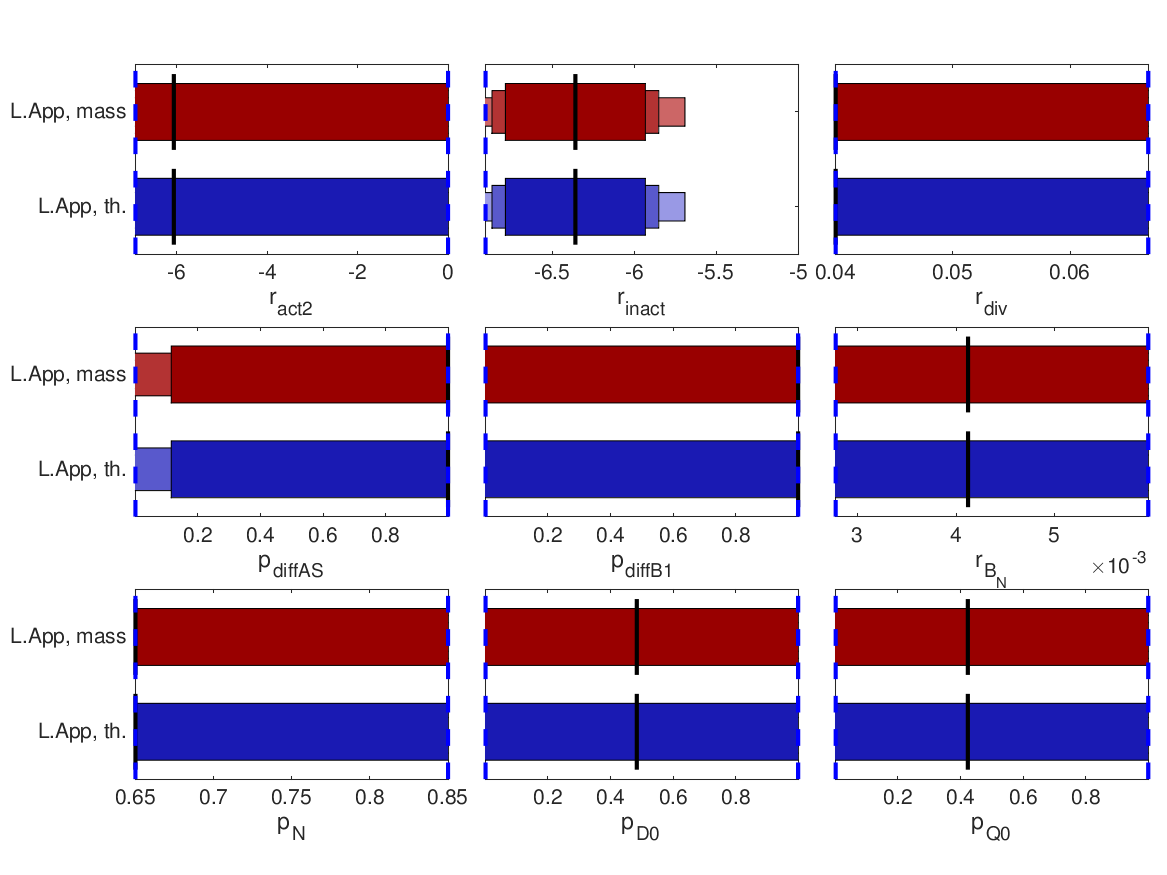 L.App, mass
L.App, th.
-6 -4 -2 0
r_act2
-6.5 -6 -5.5 -5
r_inact
0.04 0.05 0.06
r_div
L.App, mass
L.App, th.
0.2 0.4 0.6 0.8
p_diffAS
0.2 0.4 0.6 0.8
p_diffB1
3 4 5
r_B_N
×10^-3
L.App, mass
L.App, th.
0.65 0.7 0.75 0.8 0.85
p_N
0.2 0.4 0.6 0.8
p_D0
0.2 0.4 0.6 0.8
p_Q0